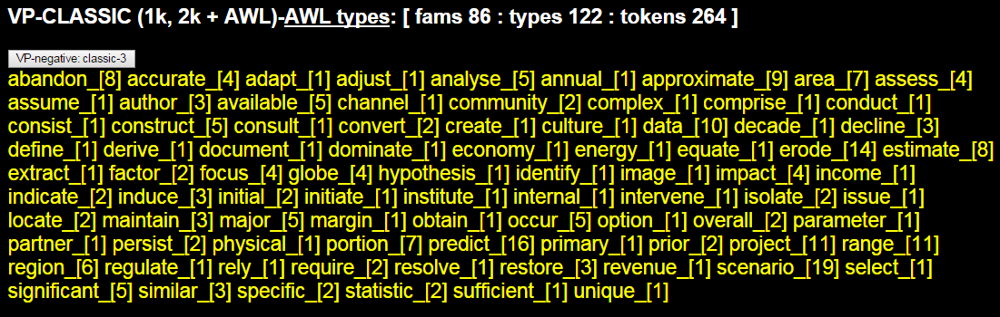 VP-CLASSIC (1k, 2k + AWL)-AWL types: [ fams 86 : types 122 : tokens 264 ]
VP-negative: classic-3
abandon_[8] accurate_[4] adapt_[1] adjust_[1] analyse_[5] annual_[1] approximate_[9] area_[7] assess_[4]
assume_[1] author_[3] available_[5] channel_[1] community_[2] complex_[1] comprise_[1] conduct_[1]
consist_[1] construct_[5] consult_[1] convert_[2] create_[1] culture_[1] data_[10] decade_[1] decline_[3]
define_[1] derive_[1] document_[1] dominate_[1] economy_[1] energy_[1] equate_[1] erode_[14] estimate_[8]
extract_[1] factor_[2] focus_[4] globe_[4] hypothesis_[1] identify_[1] image_[1] impact_[4] income_[1]
indicate_[2] induce_[3] initial_[2] initiate_[1] institute_[1] internal_[1] intervene_[1] isolate_[2] issue_[1]
locate_[2] maintain_[3] major_[5] margin_[1] obtain_[1] occur_[5] option_[1] overall_[2] parameter_[1]
partner_[1] persist_[2] physical_[1] portion_[7] predict_[16] primary_[1] prior_[2] project_[11] range_[11]
region_[6] regulate_[1] rely_[1] require_[2] resolve_[1] restore_[3] revenue_[1] scenario_[19] select_[1]
significant_[5] similar_[3] specific_[2] statistic_[2] sufficient_[1] unique_[1]